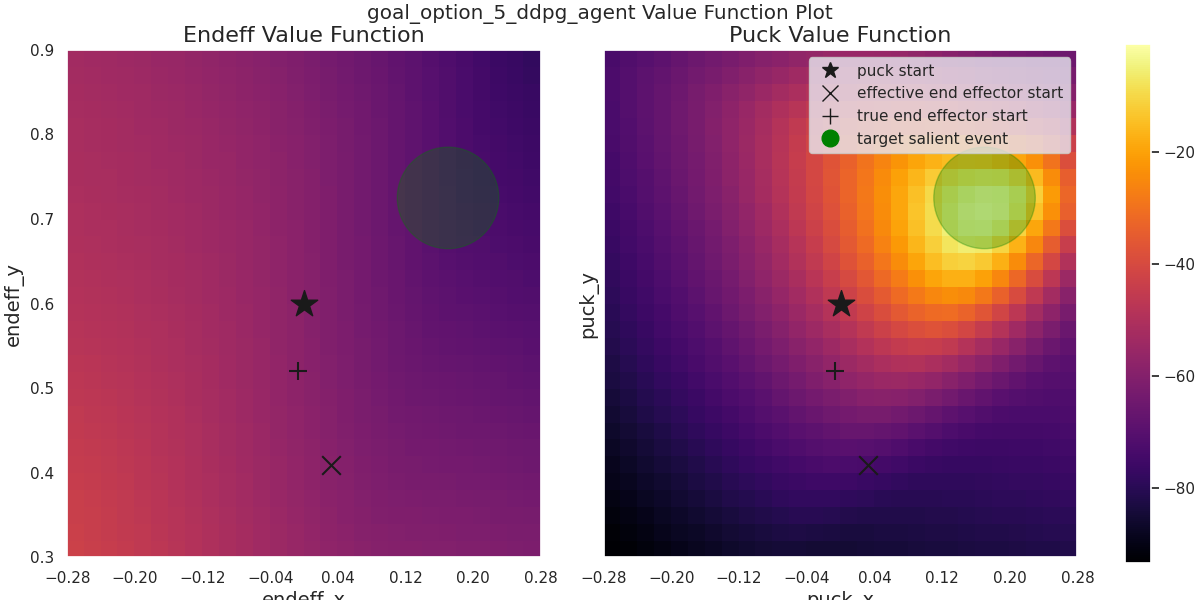 goal_option_5_ddpg_agent Value Function Plot
Endeff Value Function
Puck Value Function
0.9
0.8
0.7
0.6
0.5
0.4
0.3
endeff_y
−0.28 −0.20 −0.12 −0.04 0.04 0.12 0.20 0.28
endeff_x
puck start
effective end effector start
true end effector start
target salient event
puck_y
−0.28 −0.20 −0.12 −0.04 0.04 0.12 0.20 0.28
puck_x
−20
−40
−60
−80